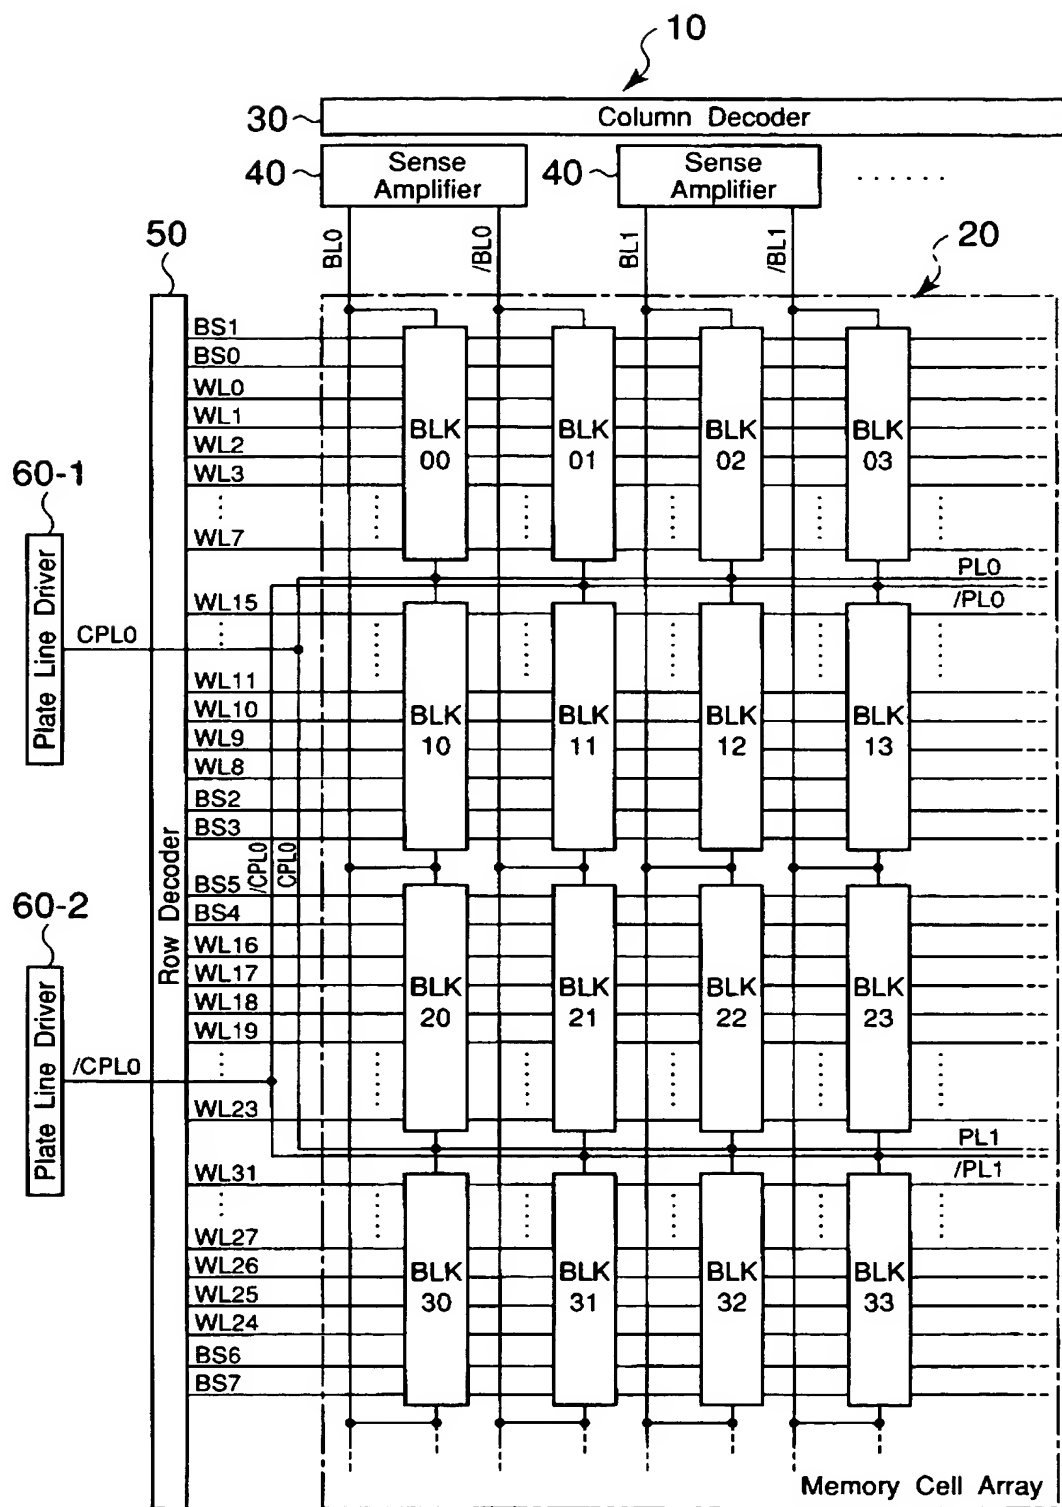 10
30
Column Decoder
40
Sense
Amplifier
40
Sense
Amplifier
......
50
BL0
/BL0
BL1
/BL1
20
BS1
BS0
WL0
WL1
WL2
WL3
WL7
BLK
00
BLK
01
BLK
02
BLK
03
60-1
Plate Line Driver
CPL0
PL0
/PL0
WL15
WL11
WL10
WL9
WL8
BS2
BS3
BLK
10
BLK
11
BLK
12
BLK
13
/CPL0
CPL0
Row Decoder
60-2
Plate Line Driver
/CPL0
BS5
BS4
WL16
WL17
WL18
WL19
WL23
BLK
20
BLK
21
BLK
22
BLK
23
PL1
/PL1
WL31
WL27
WL26
WL25
WL24
BS6
BS7
BLK
30
BLK
31
BLK
32
BLK
33
Memory Cell Array